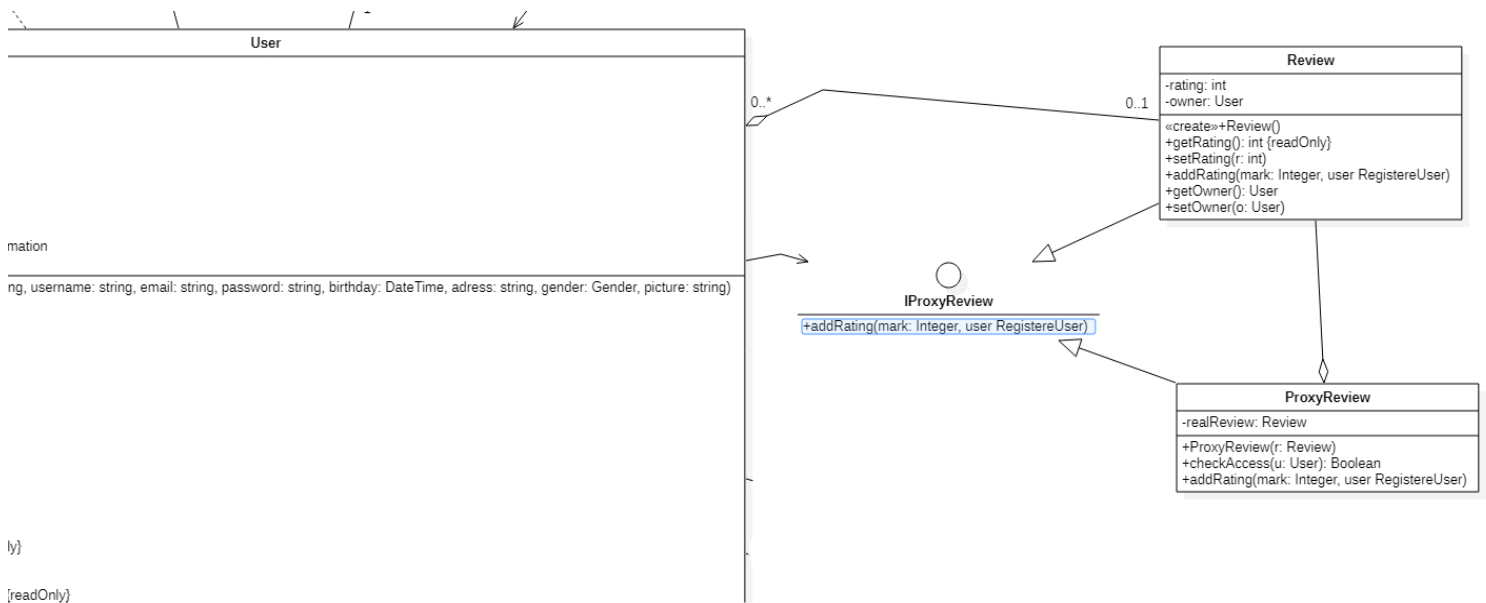 1
User
mation
ng, username: string, email: string, password: string, birthday: DateTime, adress: string, gender: Gender, picture: string)
ly}
{readOnly}
0..*
0..1
Review
-rating: int
-owner: User
«create»+Review()
+getRating(): int {readOnly}
+setRating(r: int)
+addRating(mark: Integer, user RegistereUser)
+getOwner(): User
+setOwner(o: User)
IProxyReview
+addRating(mark: Integer, user RegistereUser)
ProxyReview
-realReview: Review
+ProxyReview(r: Review)
+checkAccess(u: User): Boolean
+addRating(mark: Integer, user RegistereUser)